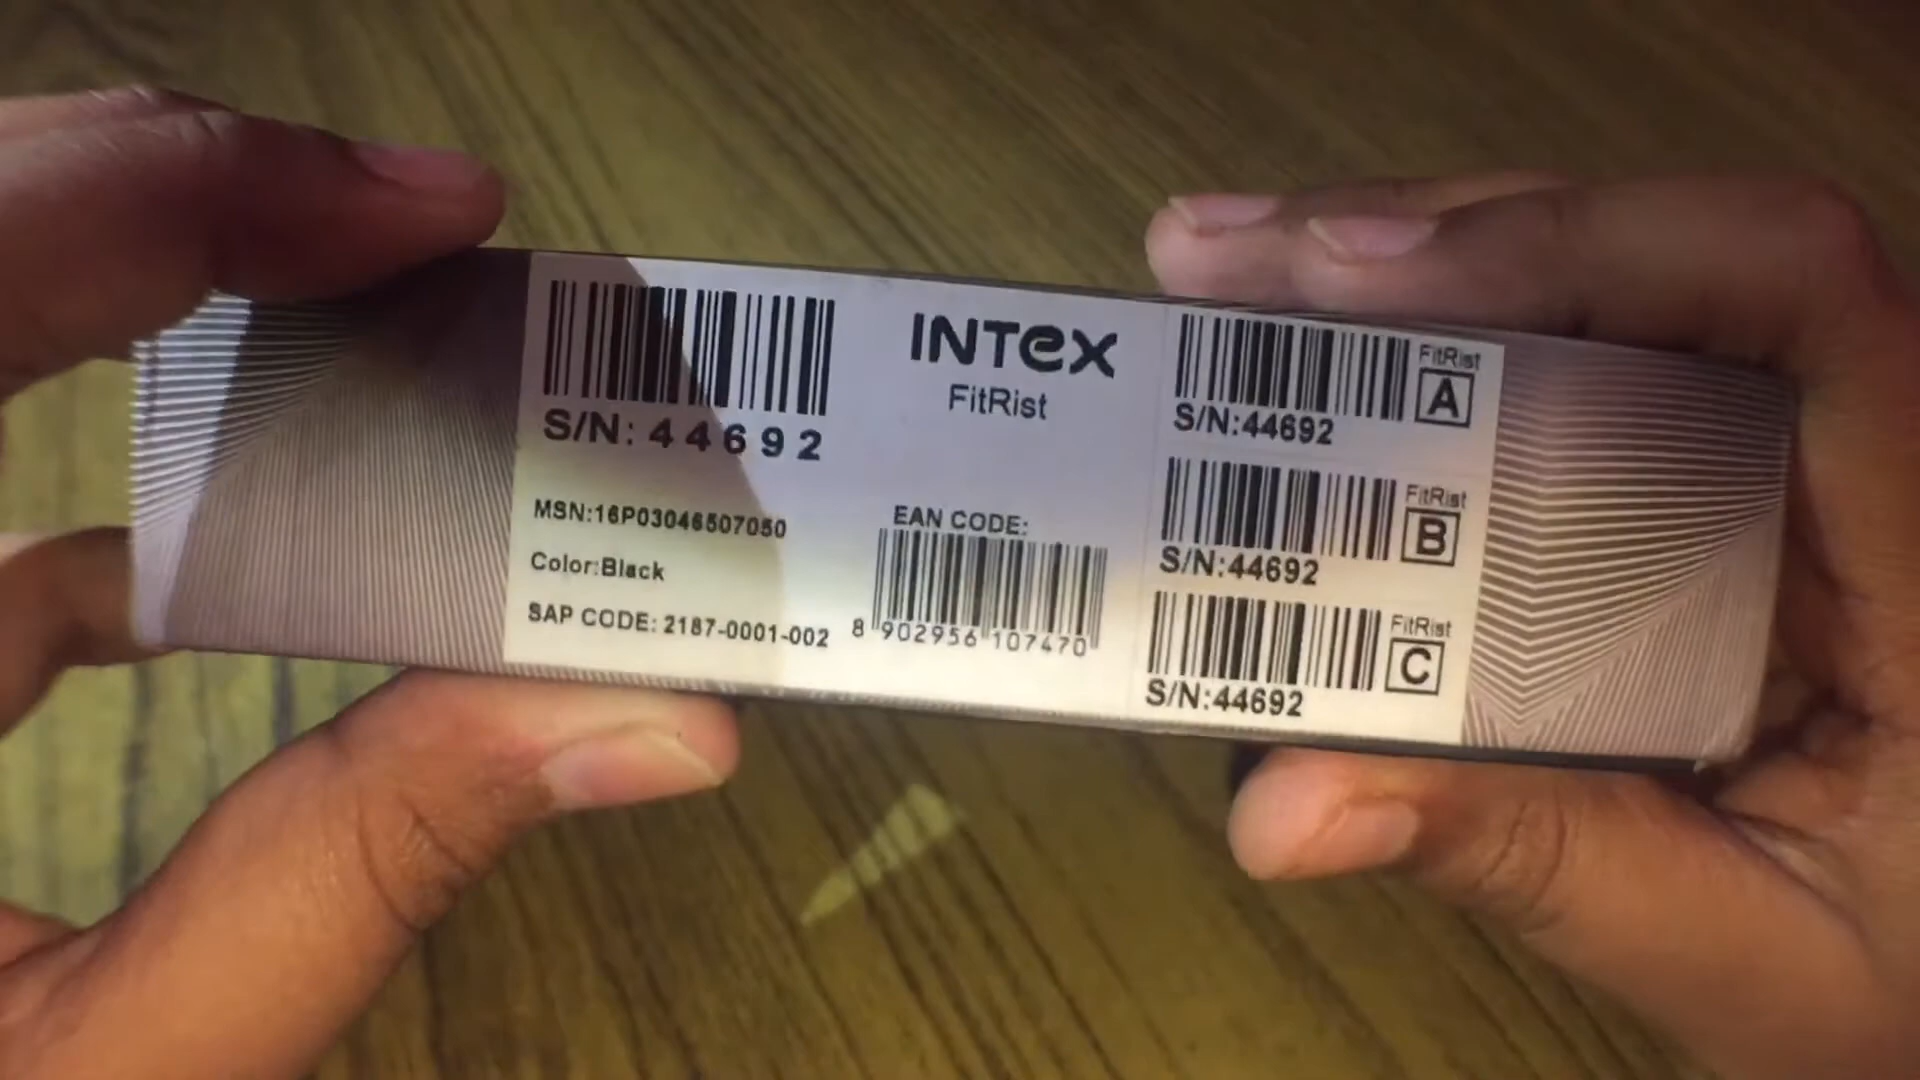 S/N: 44692
MSN:16P03046507050
Color:Black
SAP CODE: 2187-0001-002
INTEX
FitRist
EAN CODE:
8 902956 107470
FitRist
A
S/N:44692
FitRist
B
S/N:44692
FitRist
C
S/N:44692